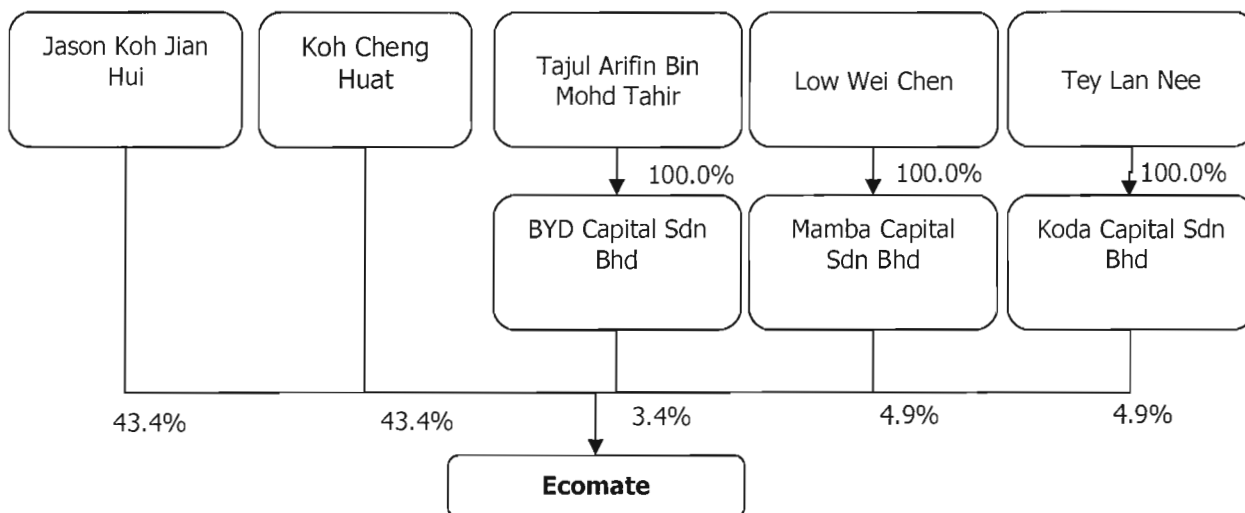 Jason Koh Jian
Hui
Koh Cheng
Huat
Tajul Arifin Bin
Mohd Tahir
Low Wei Chen
Tey Lan Nee
100.0%
100.0%
100.0%
BYD Capital Sdn
Bhd
Mamba Capital
Sdn Bhd
Koda Capital Sdn
Bhd
43.4%
43.4%
3.4%
4.9%
4.9%
Ecomate